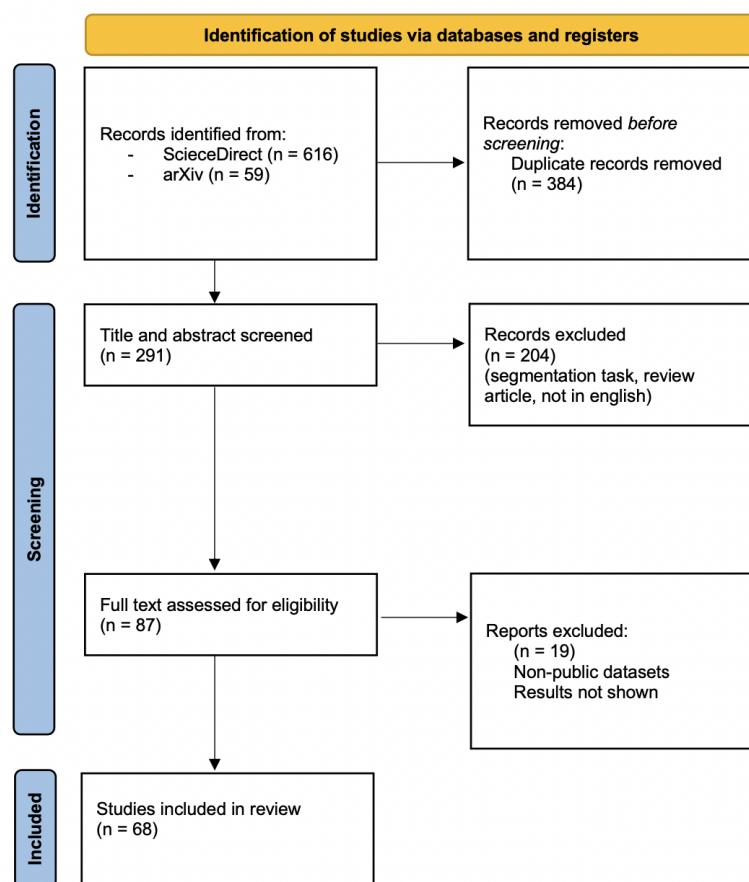 Identification of studies via databases and registers
Identification
Records identified from:
- ScieceDirect (n = 616)
- arXiv (n = 59)
Records removed before
screening:
Duplicate records removed
(n = 384)
Screening
Title and abstract screened
(n = 291)
Records excluded
(n = 204)
(segmentation task, review
article, not in english)
Full text assessed for eligibility
(n = 87)
Reports excluded:
(n = 19)
Non-public datasets
Results not shown
Included
Studies included in review
(n = 68)